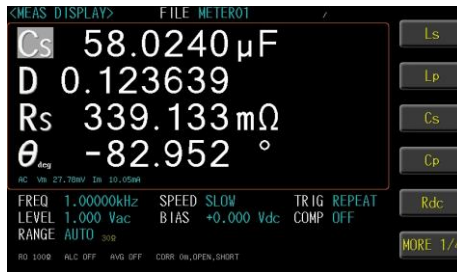 <MEAS DISPLAY> FILE METER01
Cs 58.0240 μF
D 0.123639
Rs 339.133 mΩ
θdeg -82.952 °
AC Vm 27.78mV Im 10.05mA
FREQ 1.00000kHz SPEED SLOW TRIG REPEAT
LEVEL 1.000 Vac BIAS +0.000 Vdc COMP OFF
RANGE AUTO 30Ω
RO 100Ω ALC OFF AVG OFF CORR 0m,OPEN,SHORT
Ls
Lp
Cs
Cp
Rdc
MORE 1/4